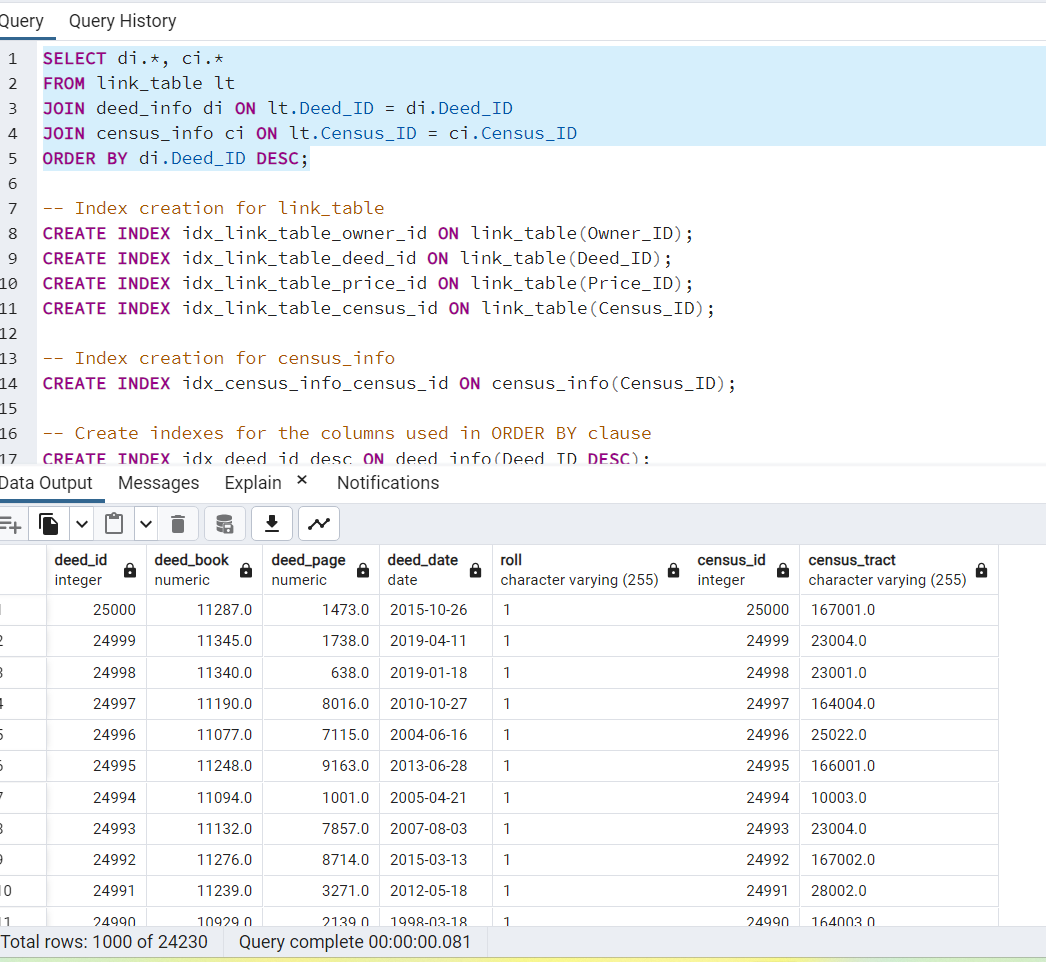 Query Query History
1 SELECT di.*, ci.*
2 FROM link_table lt
3 JOIN deed_info di ON lt.Deed_ID = di.Deed_ID
4 JOIN census_info ci ON lt.Census_ID = ci.Census_ID
5 ORDER BY di.Deed_ID DESC;
6
7 -- Index creation for link_table
8 CREATE INDEX idx_link_table_owner_id ON link_table(Owner_ID);
9 CREATE INDEX idx_link_table_deed_id ON link_table(Deed_ID);
10 CREATE INDEX idx_link_table_price_id ON link_table(Price_ID);
11 CREATE INDEX idx_link_table_census_id ON link_table(Census_ID);
12
13 -- Index creation for census_info
14 CREATE INDEX idx_census_info_census_id ON census_info(Census_ID);
15
16 -- Create indexes for the columns used in ORDER BY clause
17 CREATE INDEX idx_deed_id_desc ON deed_info(Deed_ID DESC);
Data Output Messages Explain × Notifications
deed_id deed_book deed_page deed_date roll census_id census_tract
integer numeric numeric date character varying (255) integer character varying (255)
1 25000 11287.0 1473.0 2015-10-26 1 25000 167001.0
2 24999 11345.0 1738.0 2019-04-11 1 24999 23004.0
3 24998 11340.0 638.0 2019-01-18 1 24998 23001.0
4 24997 11190.0 8016.0 2010-10-27 1 24997 164004.0
5 24996 11077.0 7115.0 2004-06-16 1 24996 25022.0
6 24995 11248.0 9163.0 2013-06-28 1 24995 166001.0
7 24994 11094.0 1001.0 2005-04-21 1 24994 10003.0
8 24993 11132.0 7857.0 2007-08-03 1 24993 23004.0
9 24992 11276.0 8714.0 2015-03-13 1 24992 167002.0
10 24991 11239.0 3271.0 2012-05-18 1 24991 28002.0
11 24990 10929.0 2139.0 1998-03-18 1 24990 164003.0
Total rows: 1000 of 24230 Query complete 00:00:00.081